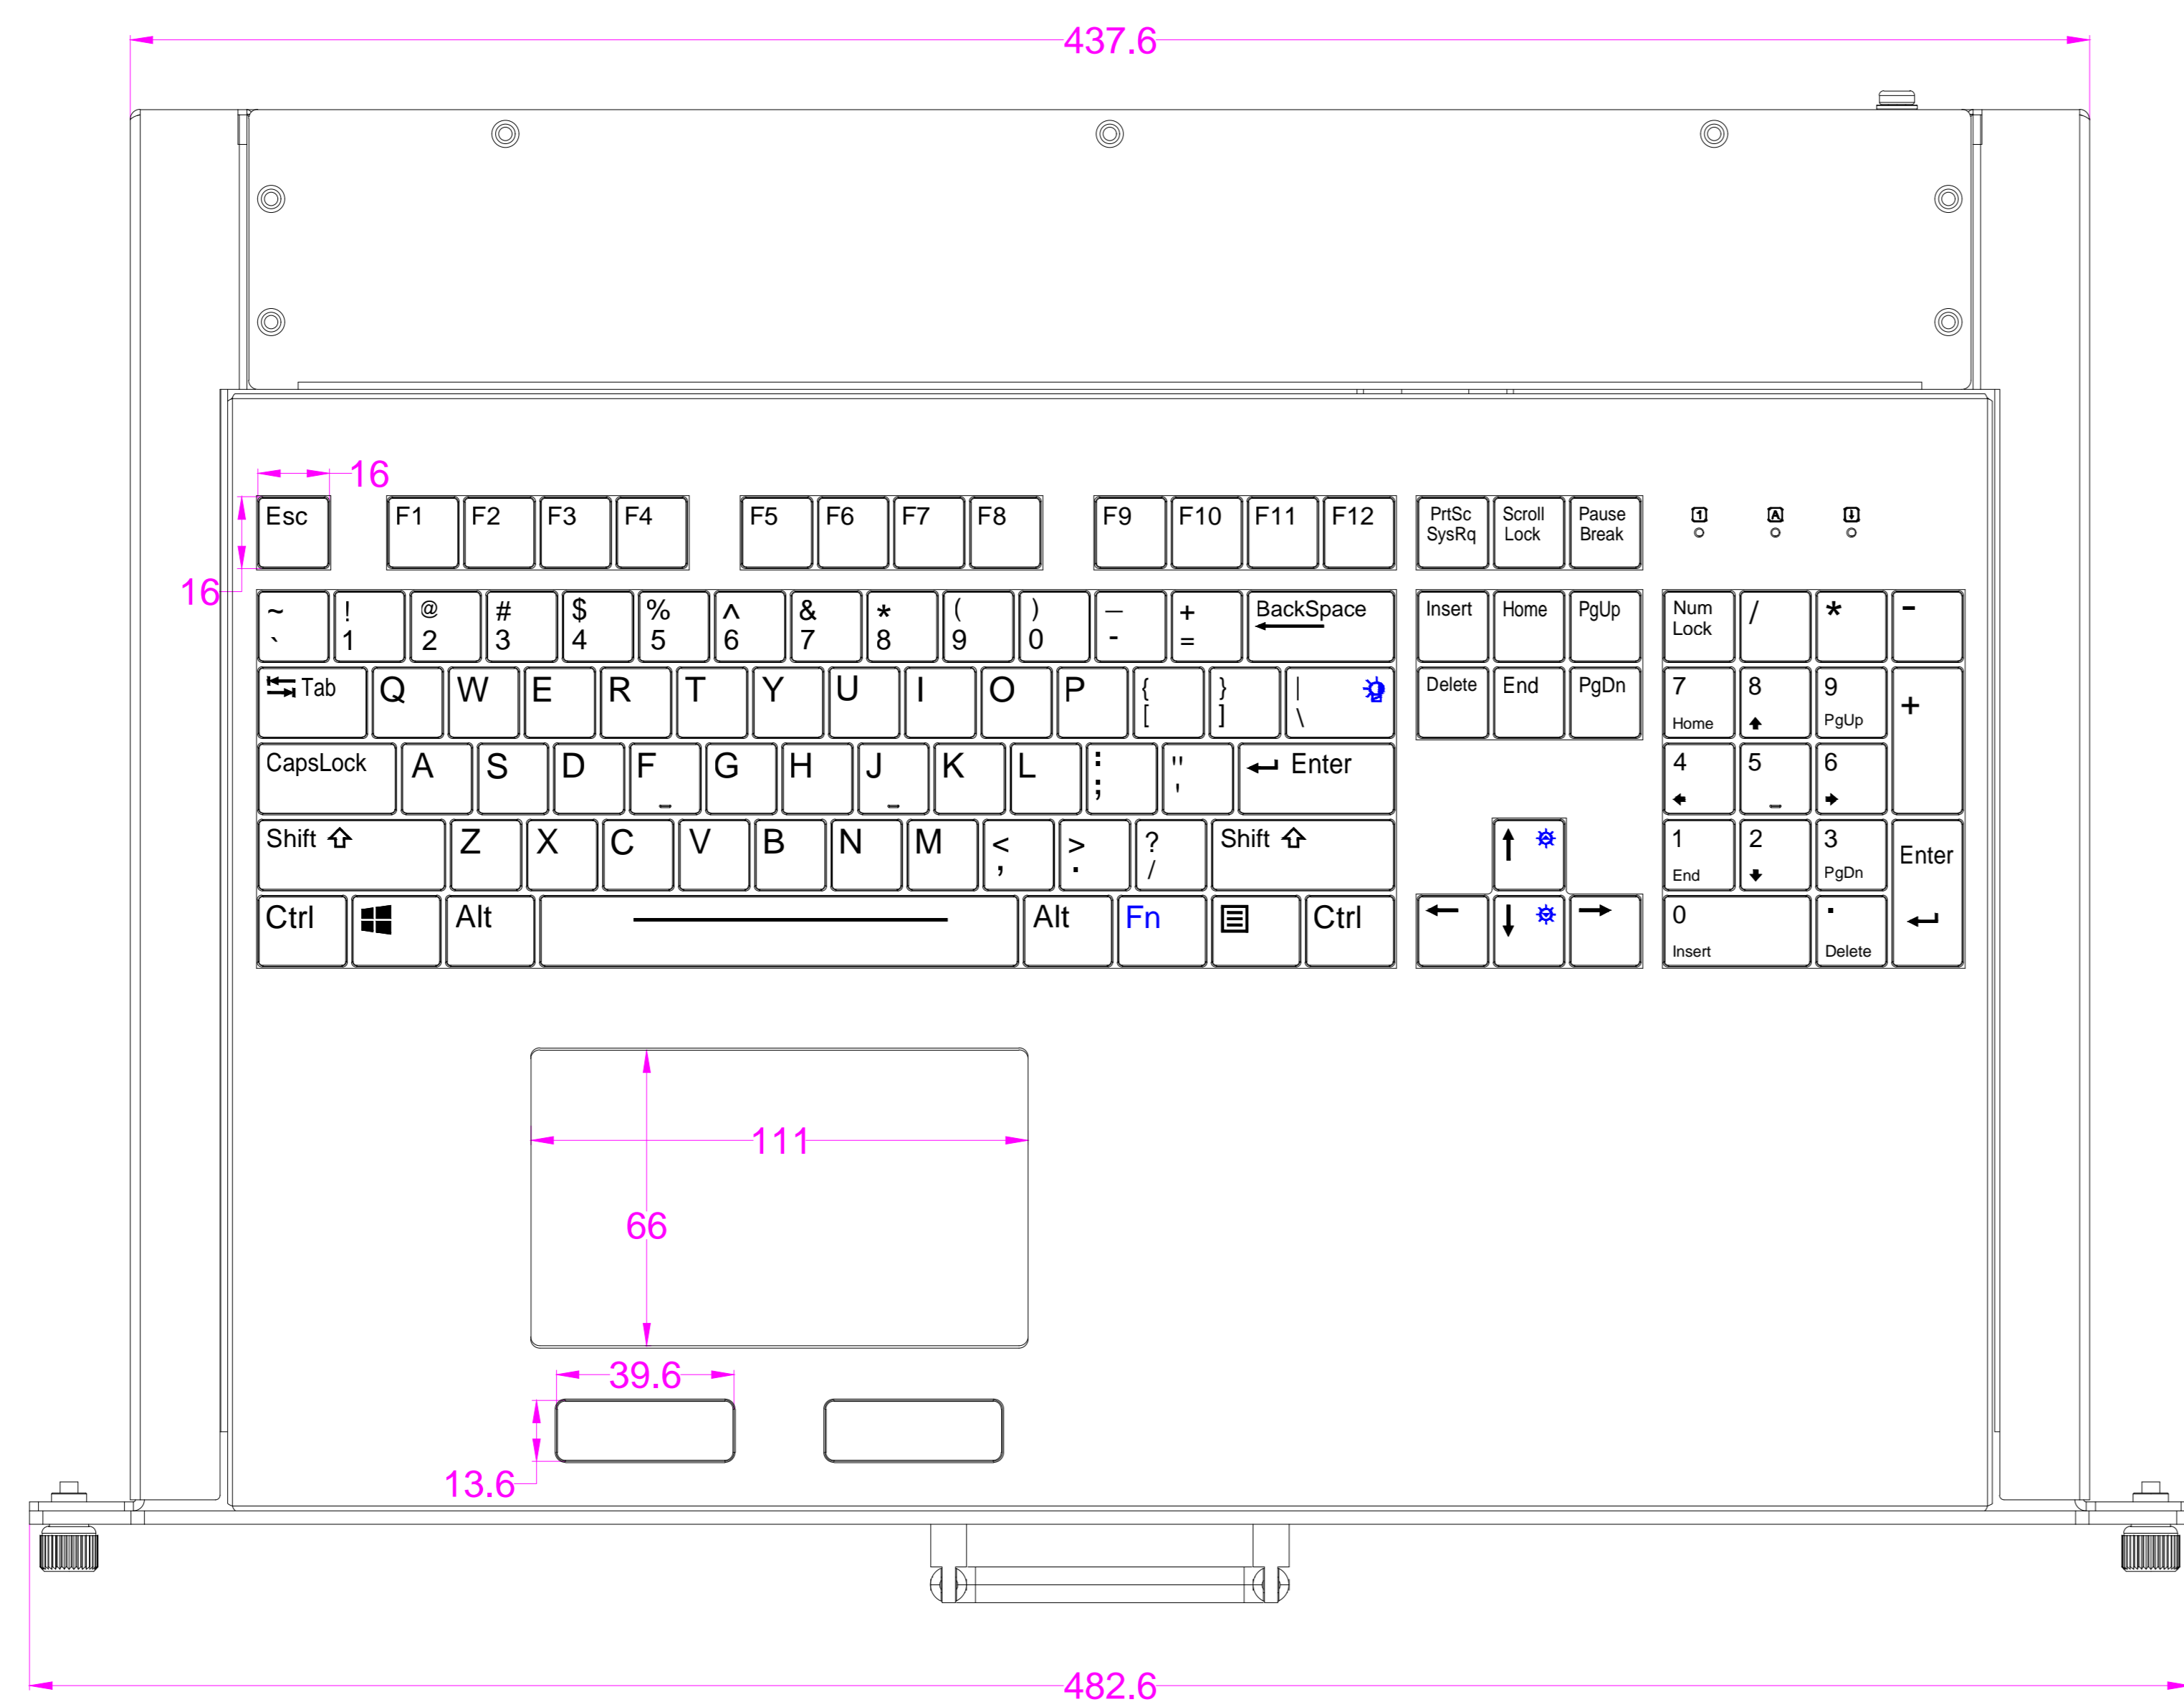 437.6
16
Esc F1 F2 F3 F4 F5 F6 F7 F8 F9 F10 F11 F12 PrtSc Scroll Pause 1 A
SysRq Lock Break
16
~ ! @ # $ % ^ & * ( ) _ + BackSpace Insert Home PgUp Num / * -
` 1 2 3 4 5 6 7 8 9 0 - = Lock
Tab Q W E R T Y U I O P { } | Delete End PgDn 7 8 9 +
[ ] \ Home PgUp
CapsLock A S D F G H J K L : " Enter 4 5 6
; '
Shift Z X C V B N M < > ? Shift 1 2 3 Enter
, . / End PgDn
Ctrl Alt Alt Fn Ctrl 0 .
Insert Delete
111
66
39.6
13.6
482.6